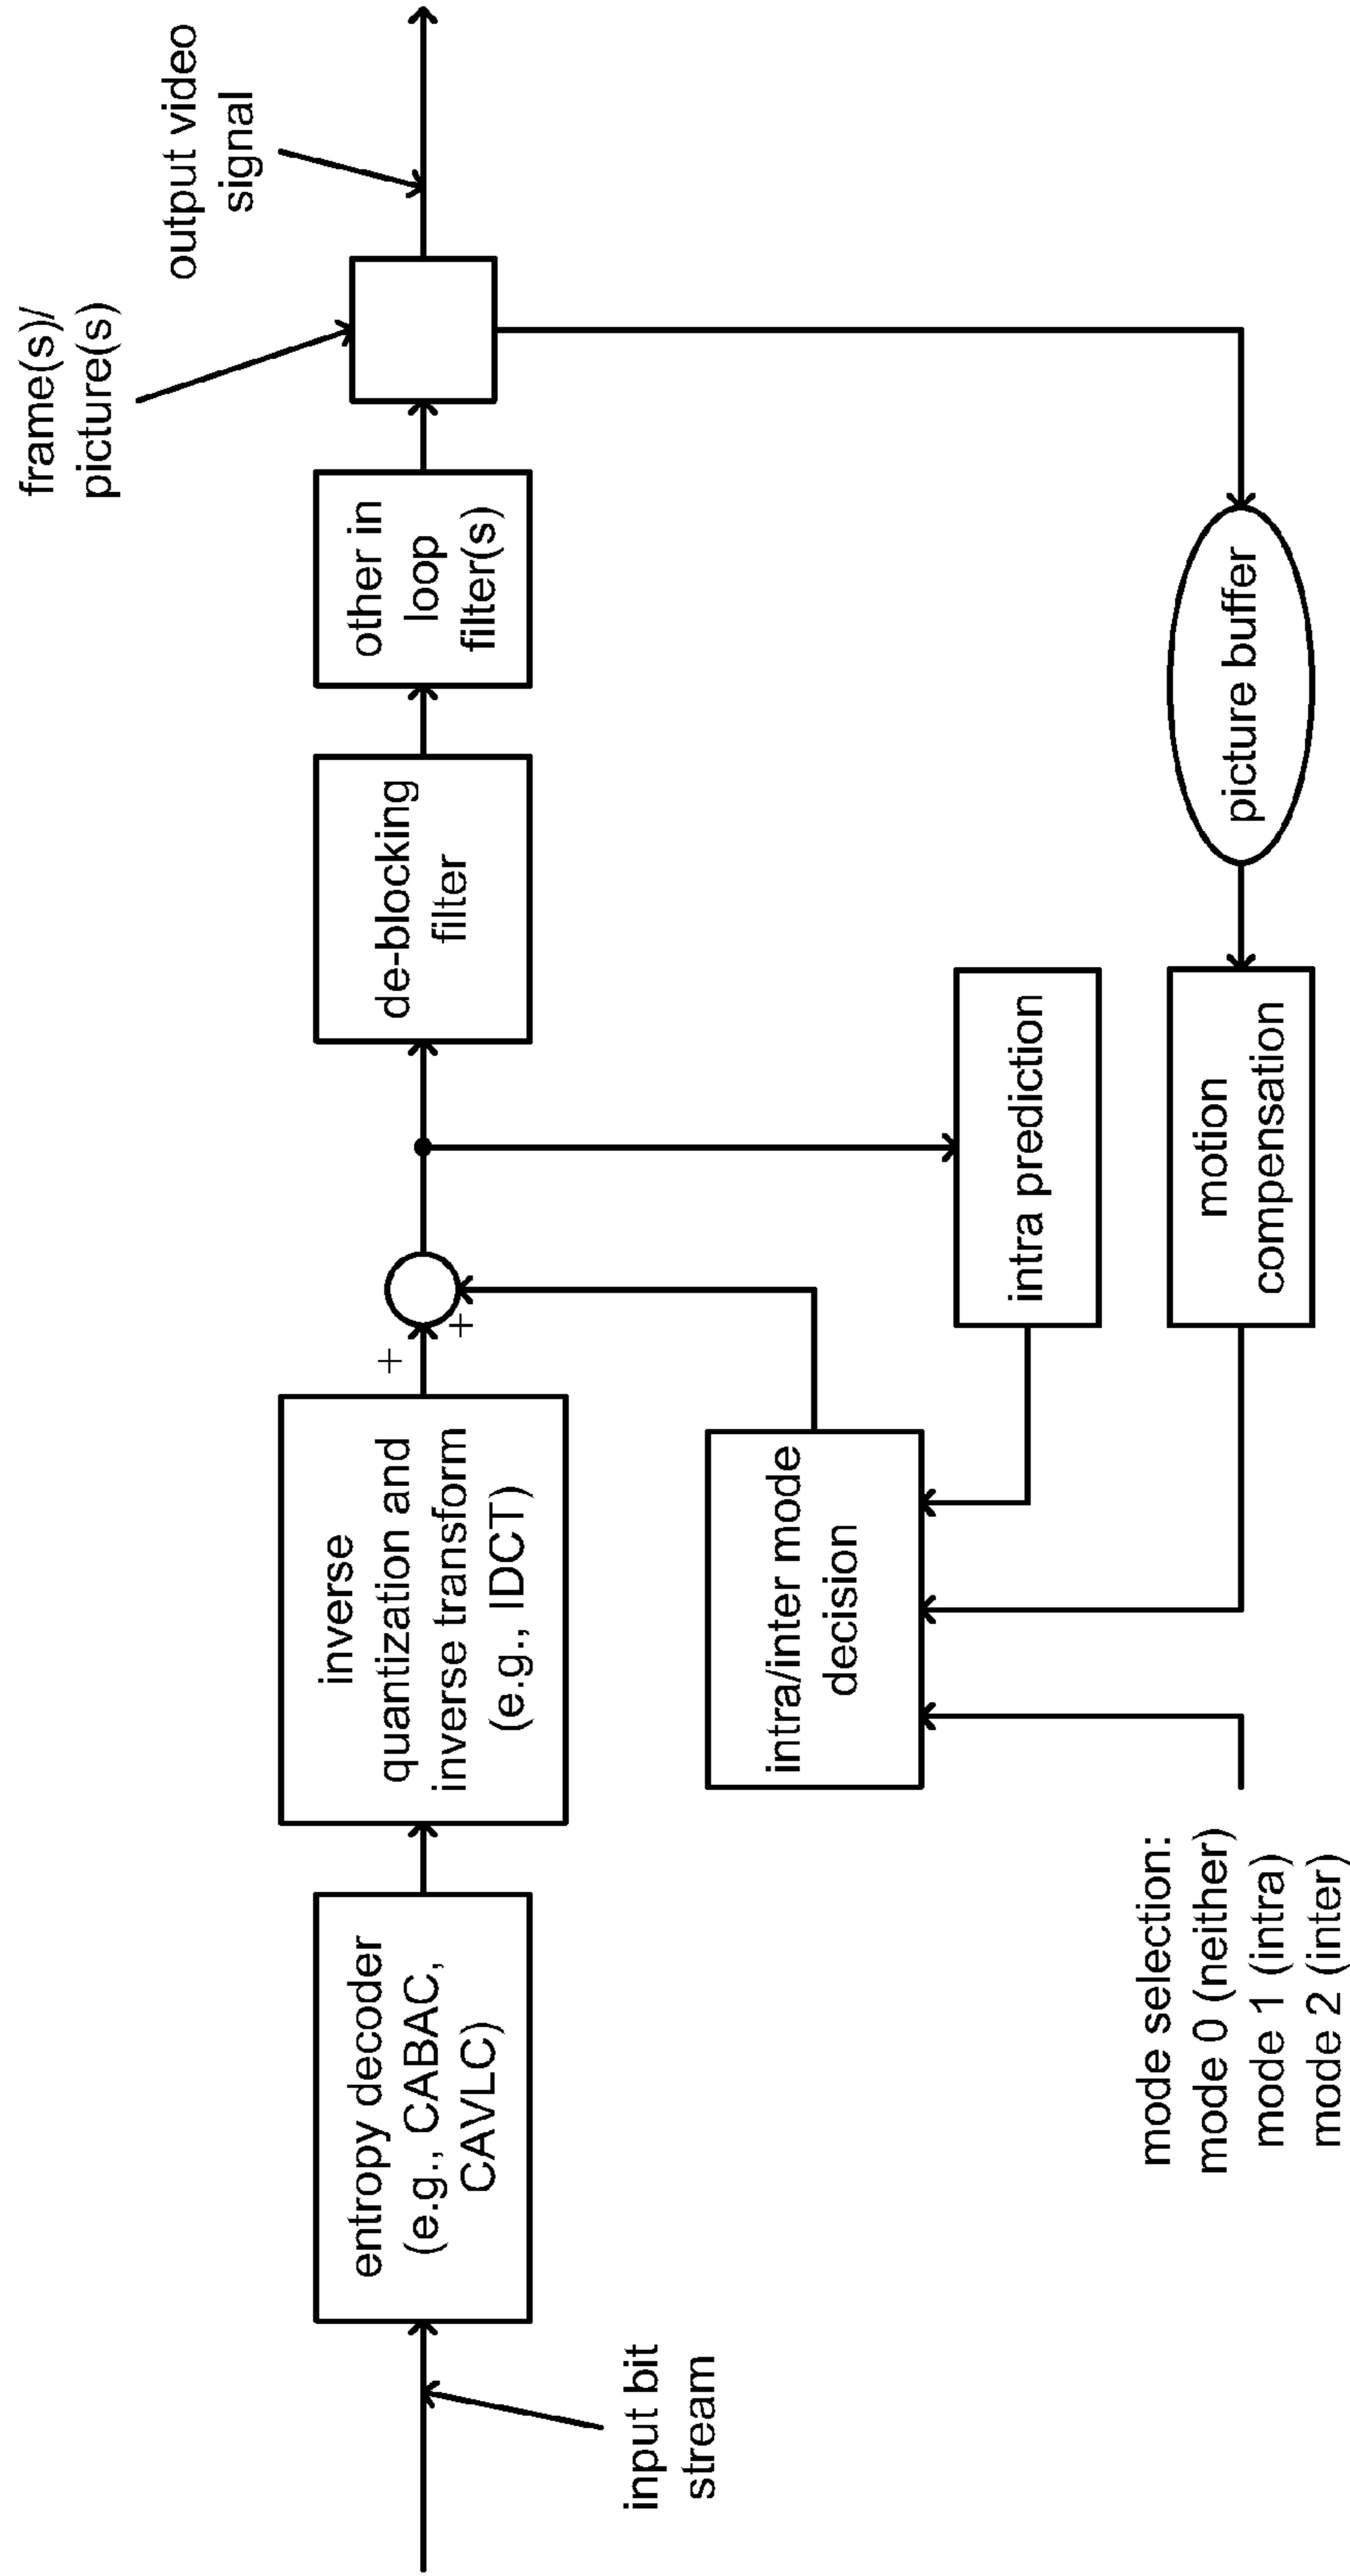 input bit
stream
entropy decoder
(e.g., CABAC,
CAVLC)
inverse
quantization and
inverse transform
(e.g., IDCT)
+
+
de-blocking
filter
other in
loop
filter(s)
frame(s)/
picture(s)
output video
signal
intra/inter mode
decision
intra prediction
motion
compensation
picture buffer
mode selection:
mode 0 (neither)
mode 1 (intra)
mode 2 (inter)